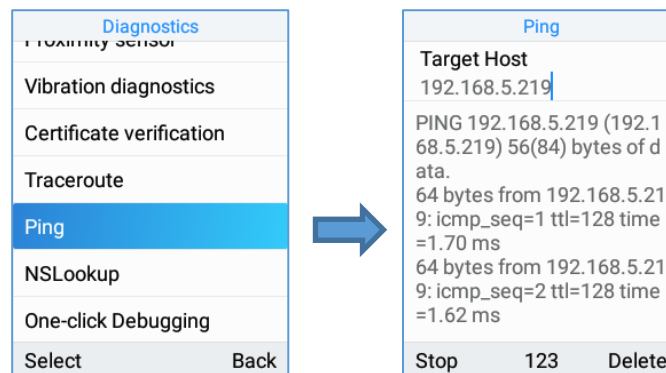 Diagnostics
Proximity sensor
Vibration diagnostics
Certificate verification
Traceroute
Ping
NSLookup
One-click Debugging
Select Back
Ping
Target Host
192.168.5.219
PING 192.168.5.219 (192.1
68.5.219) 56(84) bytes of d
ata.
64 bytes from 192.168.5.21
9: icmp_seq=1 ttl=128 time
=1.70 ms
64 bytes from 192.168.5.21
9: icmp_seq=2 ttl=128 time
=1.62 ms
Stop 123 Delete